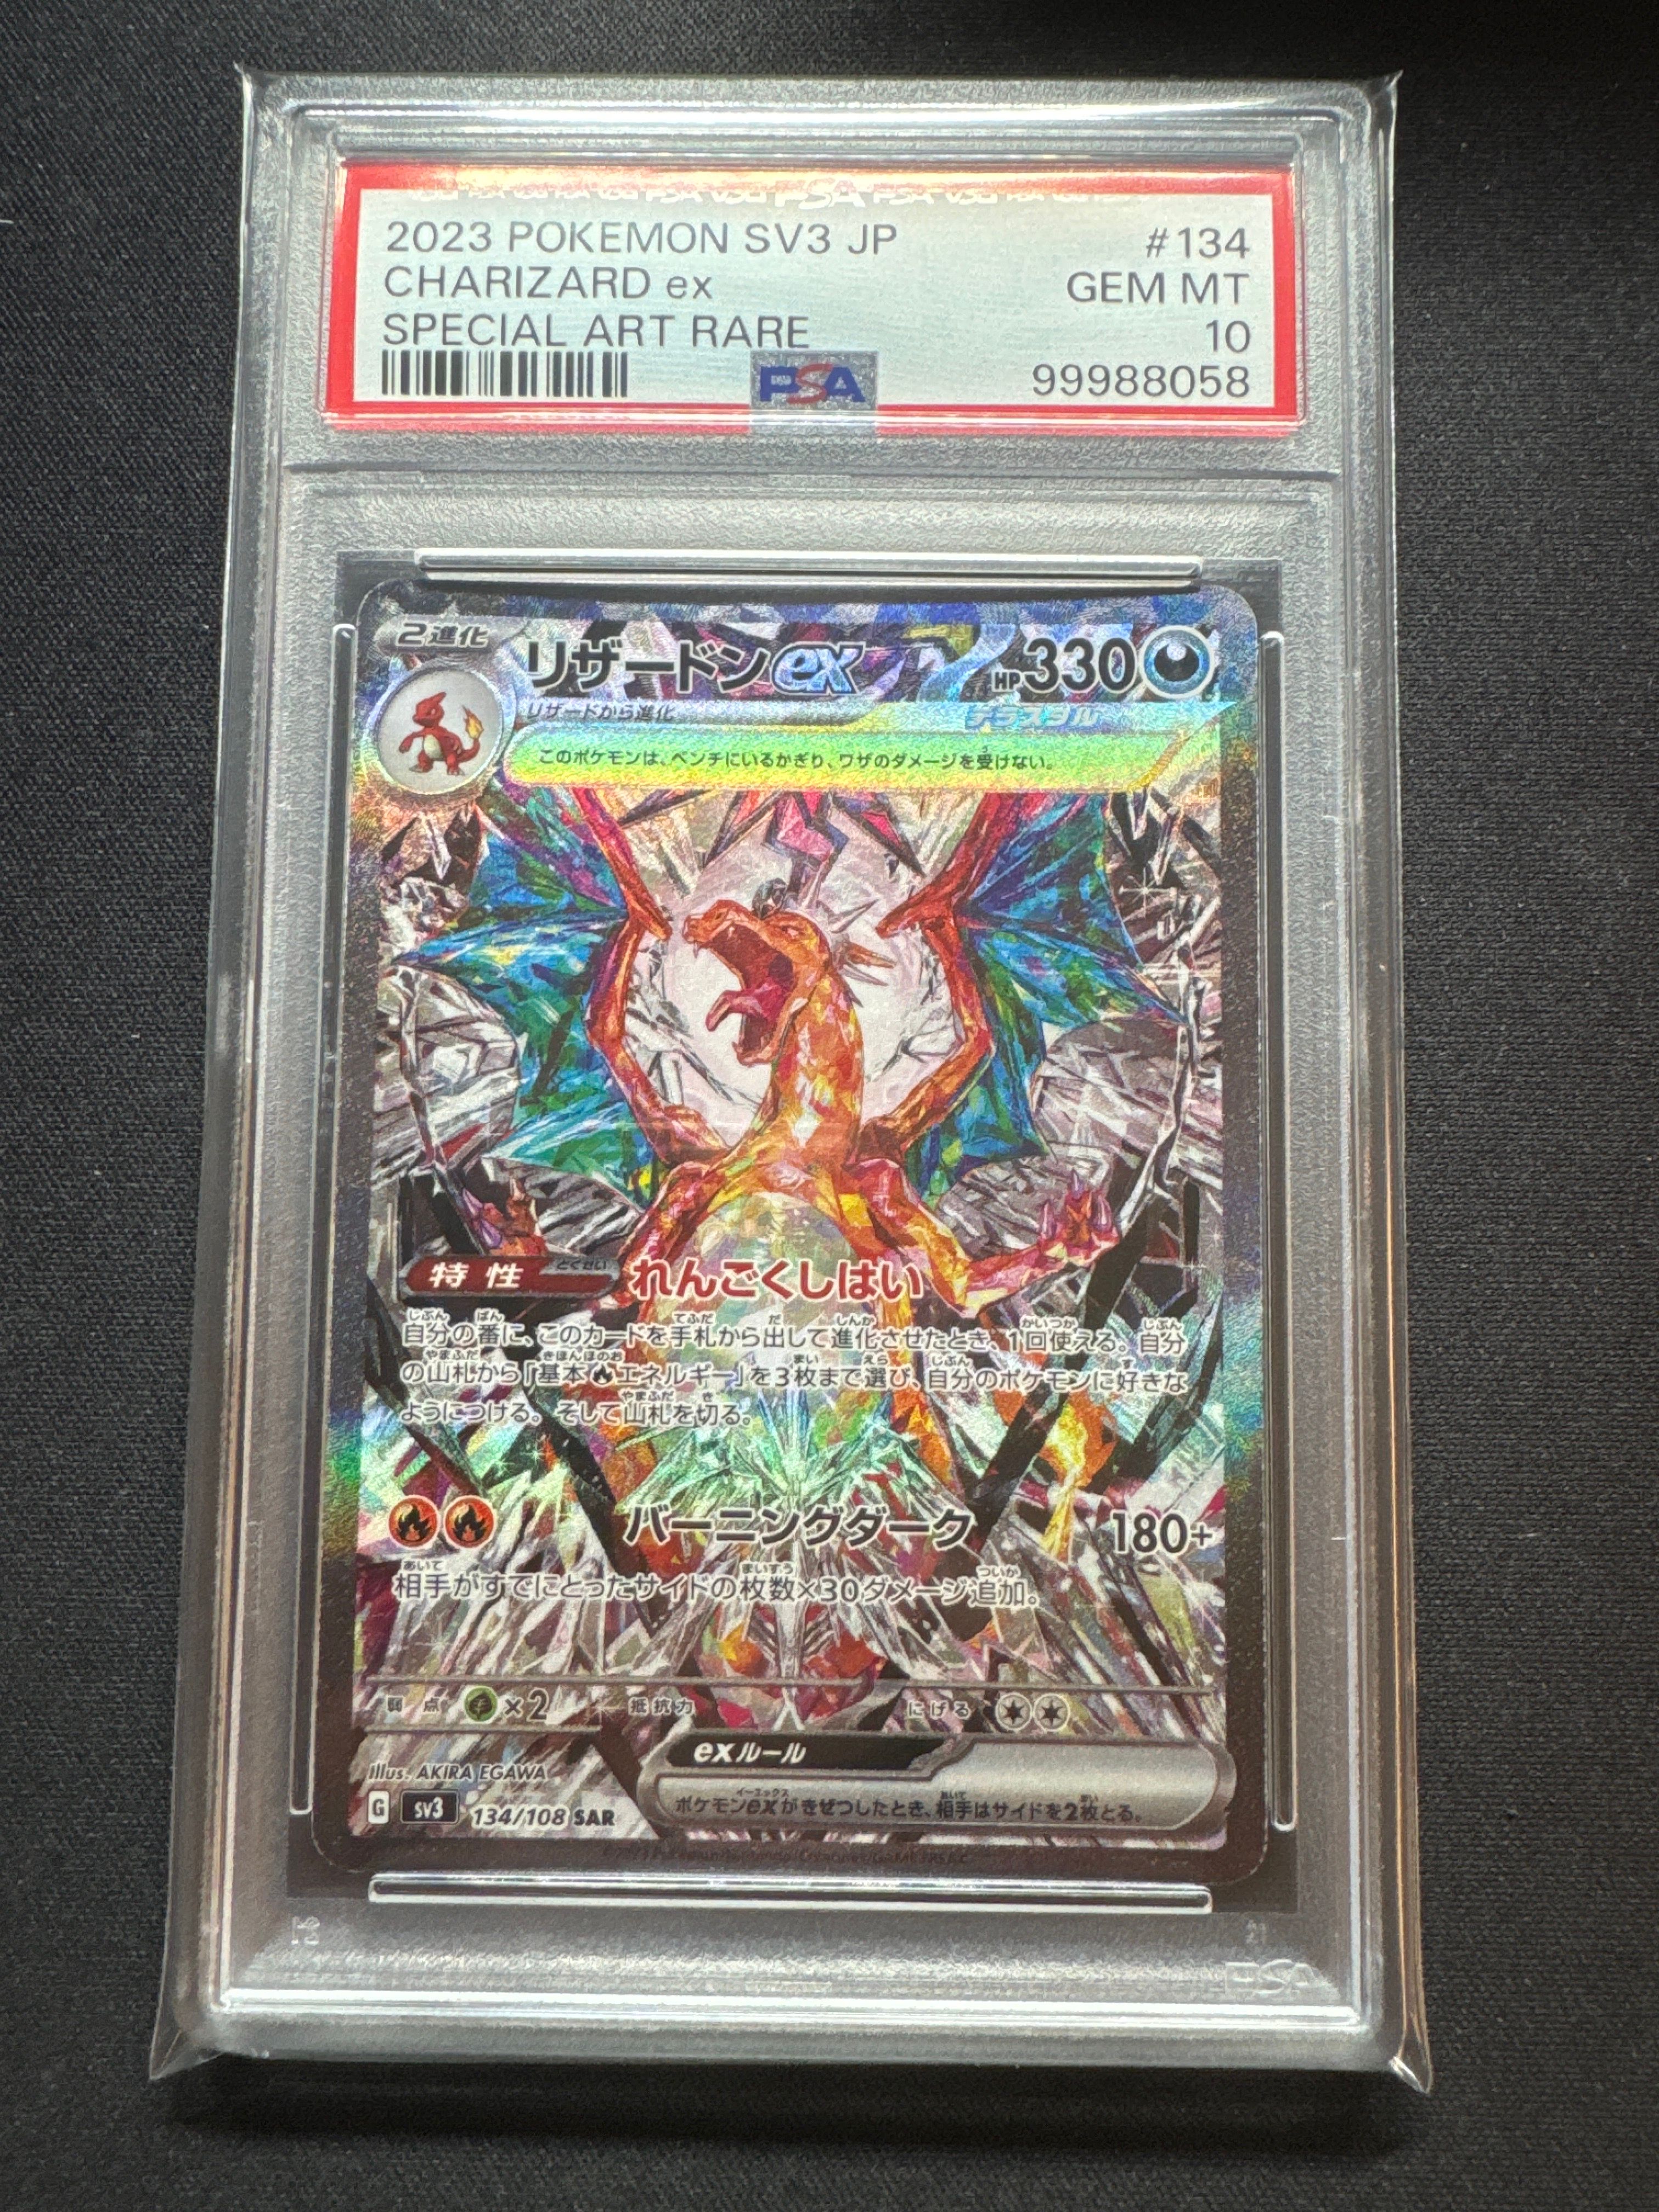 2023 POKEMON SV3 JP #134
CHARIZARD ex GEM MT
SPECIAL ART RARE 10
PSA 99988058
2進化 リザードンex HP330
リザードから進化 テラスタル
このポケモンは、ベンチにいるかぎり、ワザのダメージを受けない。
特性 とくせい れんごくしはい
自分の番に、このカードを手札から出して進化させたとき、1回使える。自分
の山札から「基本エネルギー」を3枚まで選び、自分のポケモンに好きな
ようにつける。そして山札を切る。
バーニングダーク 180+
相手がすでにとったサイドの枚数×30ダメージ追加。
弱点 ×2 抵抗力 にげる
exルール
ポケモンexがきぜつしたとき、相手はサイドを2枚とる。
Illus. AKIRA EGAWA
G sv3 134/108 SAR
PSA